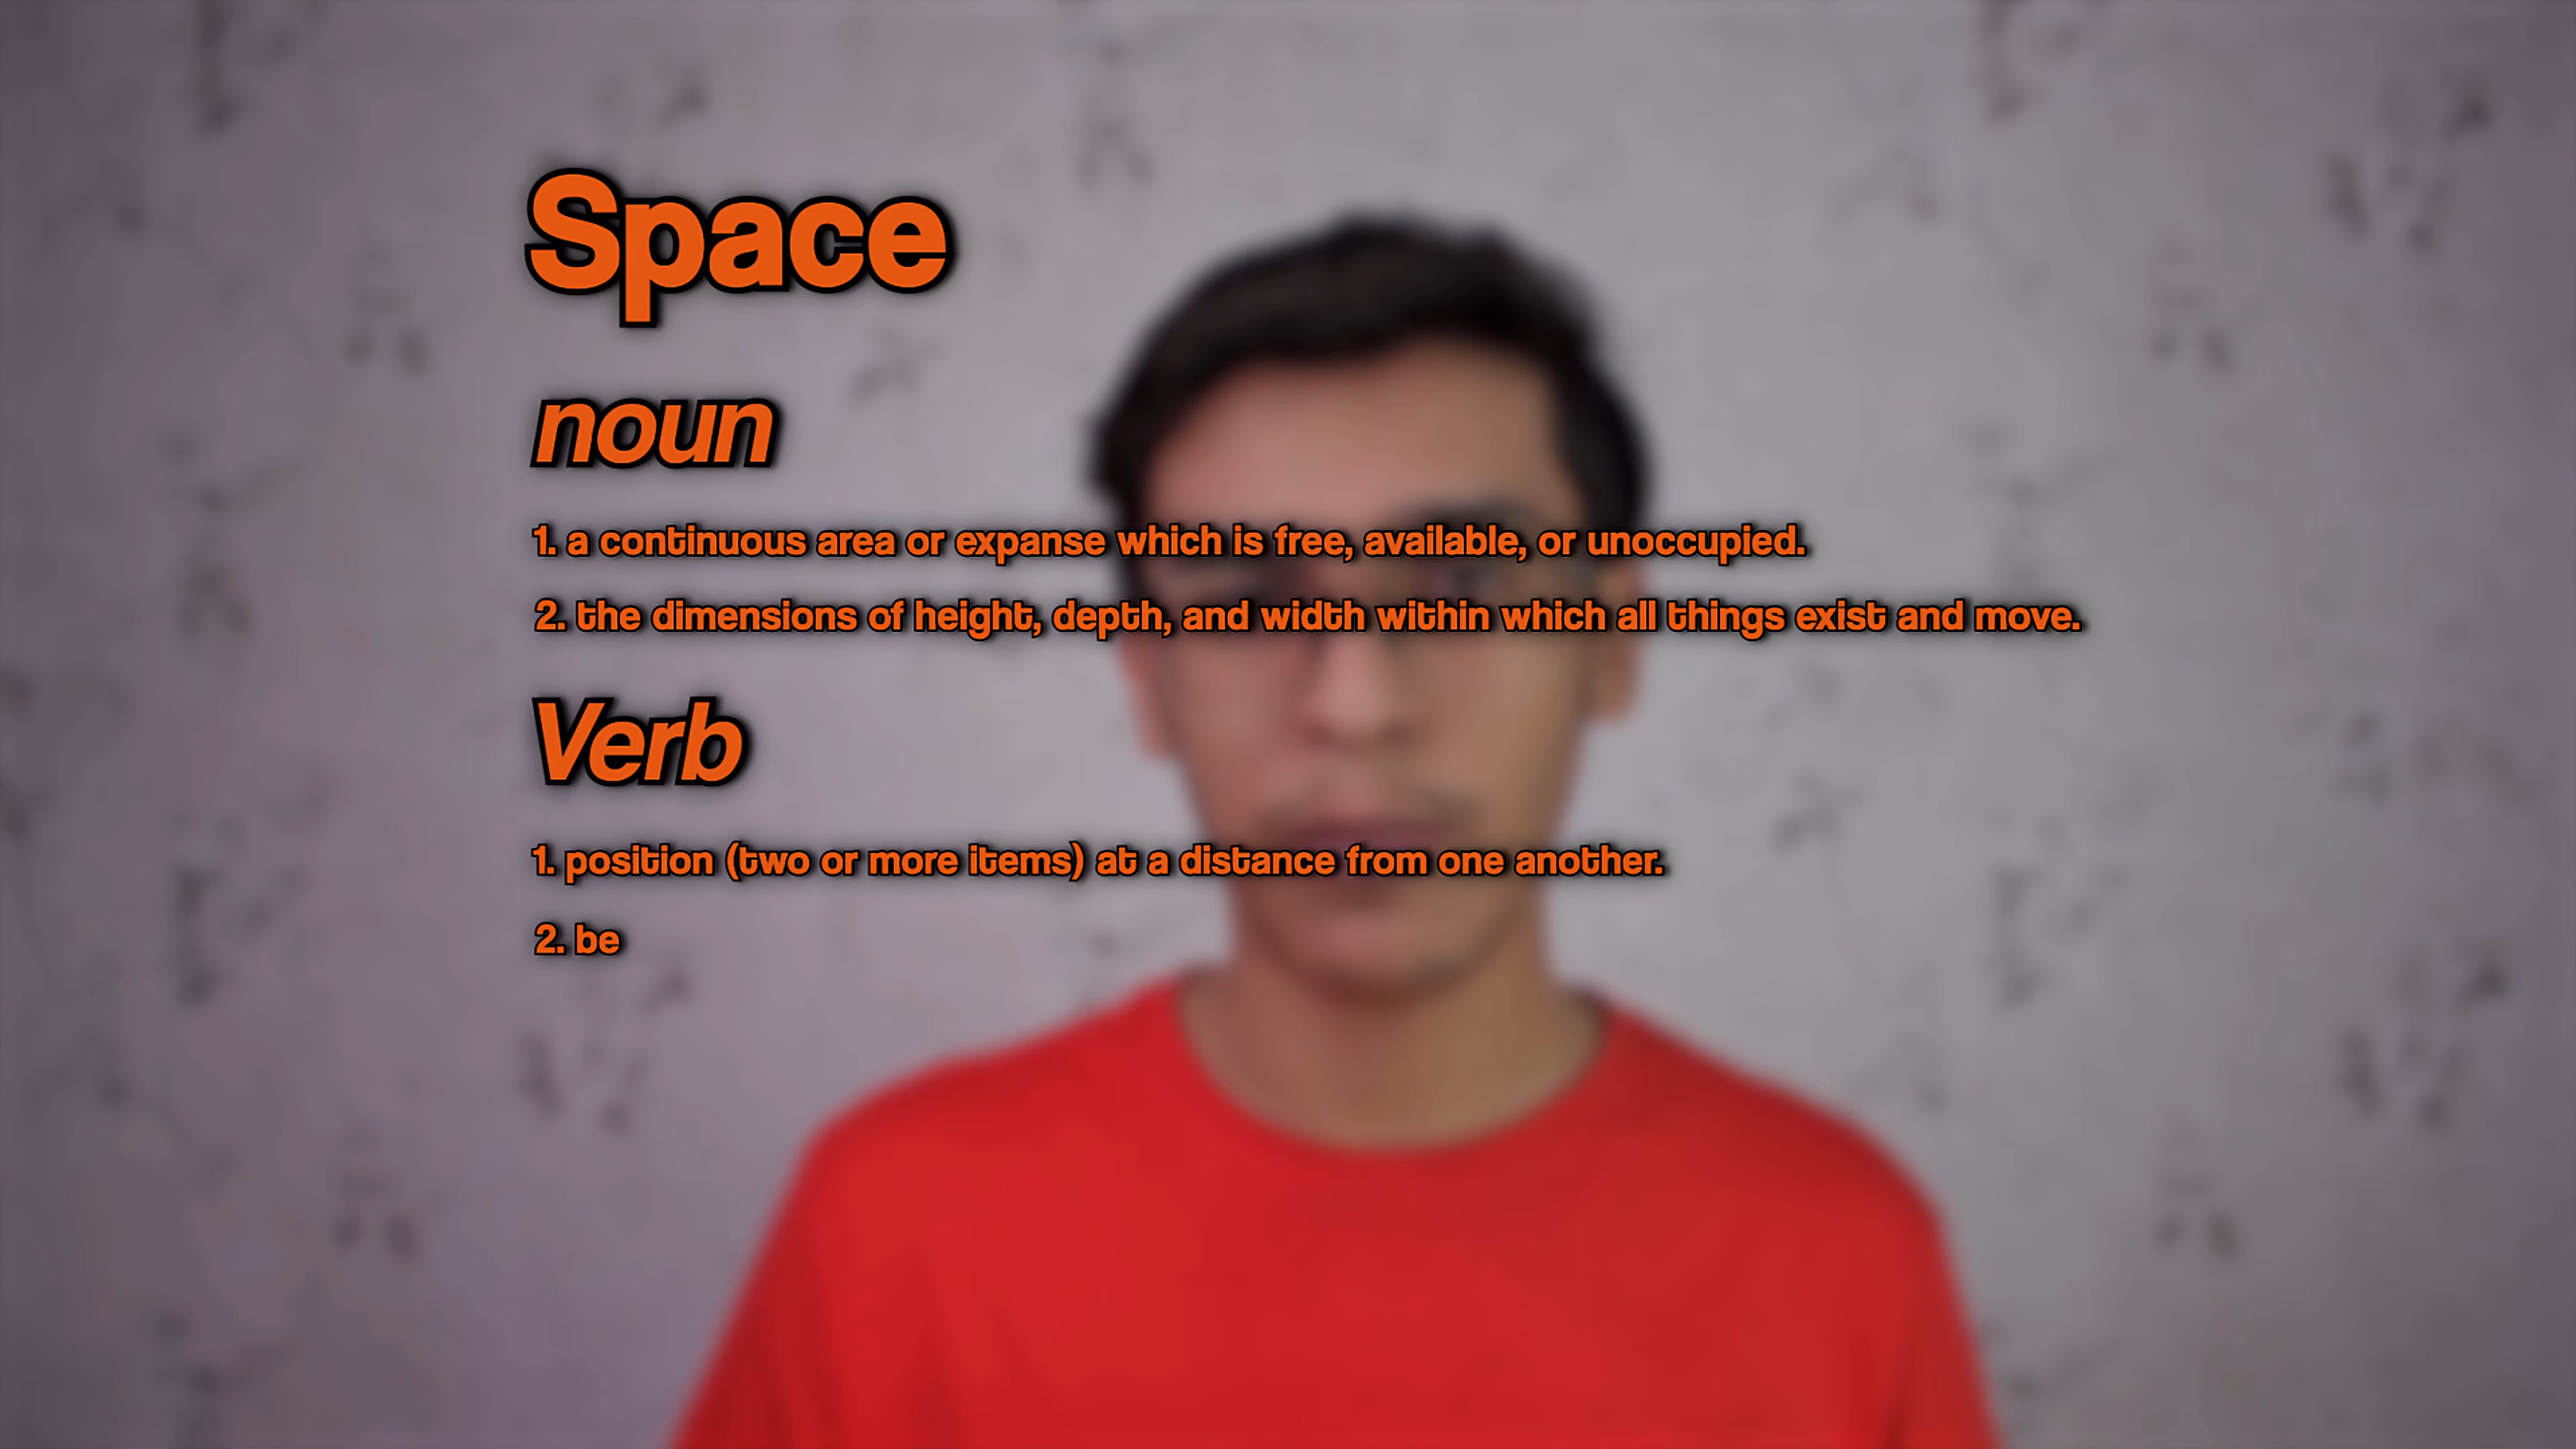 Space
noun
1. a continuous area or expanse which is free, available, or unoccupied.
2. the dimensions of height, depth, and width within which all things exist and move.
Verb
1. position (two or more items) at a distance from one another.
2. be